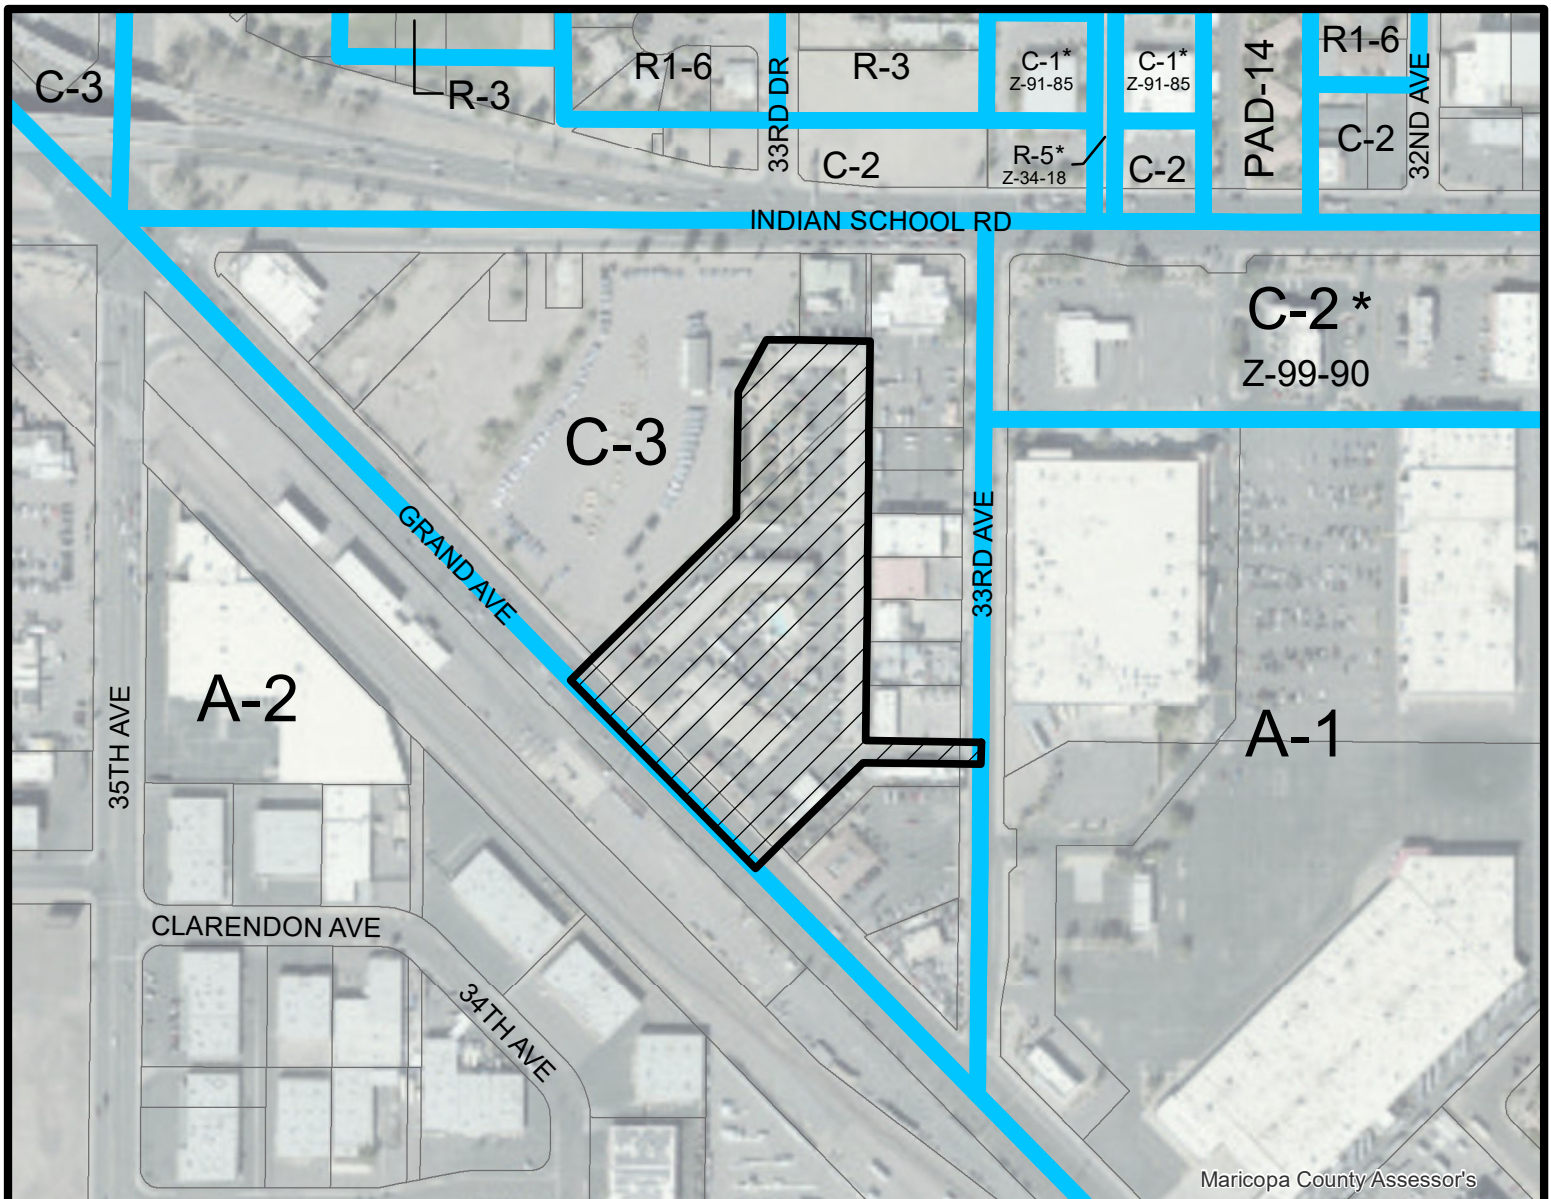 C-3
R-3
R1-6
33RD DR
R-3
C-1*
Z-91-85
C-1*
Z-91-85
PAD-14
R1-6
32ND AVE
C-2
C-2
R-5*
Z-34-18
C-2
INDIAN SCHOOL RD
C-2 *
Z-99-90
C-3
GRAND AVE
33RD AVE
A-2
35TH AVE
A-1
CLARENDON AVE
34TH AVE
Maricopa County Assessor's